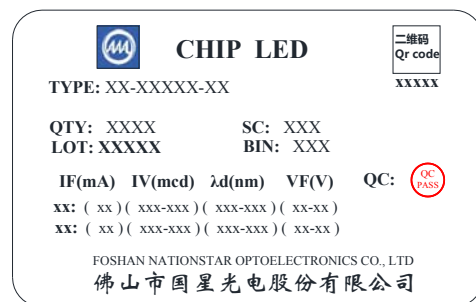 CHIP LED
二维码
Qr code
xxxxx
TYPE: XX-XXXXX-XX
QTY: XXXX SC: XXX
LOT: XXXXX BIN: XXX
IF(mA) IV(mcd) λd(nm) VF(V) QC: QC PASS
xx: ( xx ) ( xxx-xxx ) ( xxx-xxx ) ( xx-xx )
xx: ( xx ) ( xxx-xxx ) ( xxx-xxx ) ( xx-xx )
FOSHAN NATIONSTAR OPTOELECTRONICS CO., LTD
佛山市国星光电股份有限公司